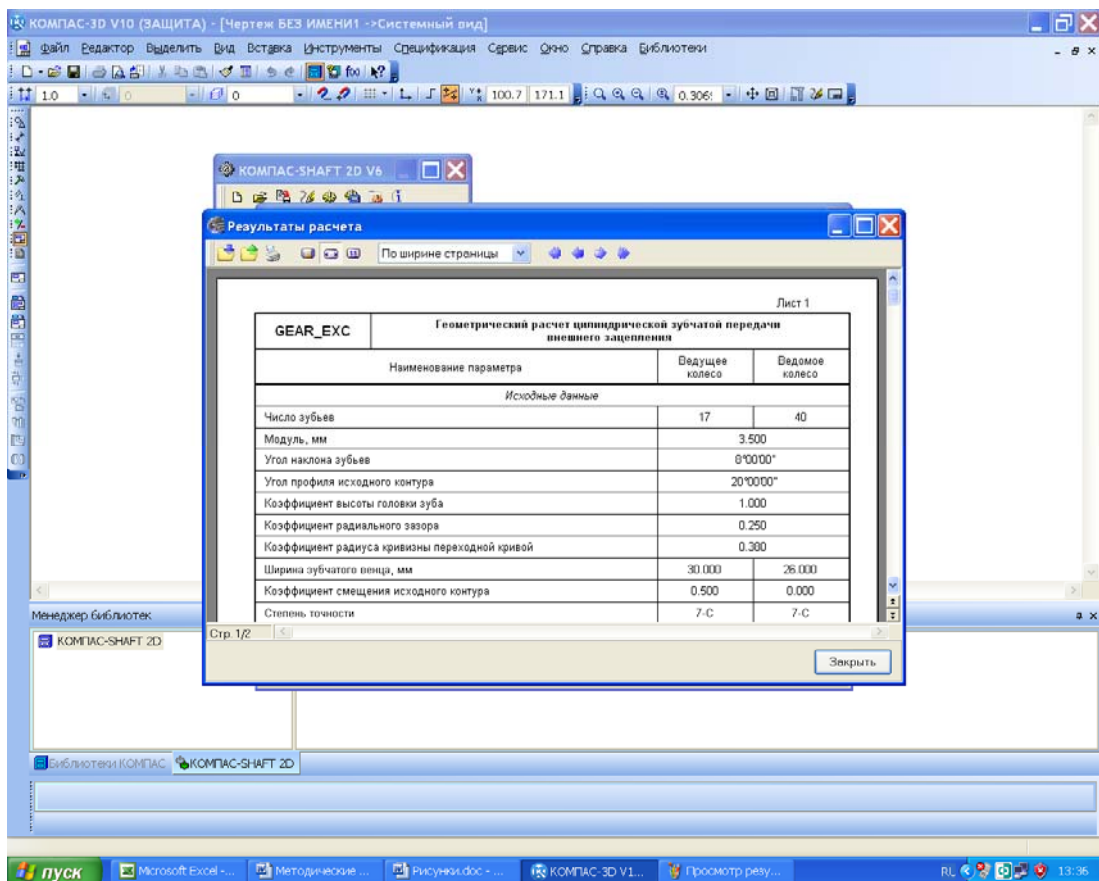 КОМПАС-3D V10 (ЗАЩИТА) - [Чертеж БЕЗ ИМЕНИ1 ->Системный вид]
Файл Редактор Выделить Вид Вставка Инструменты Спецификация Сервис Окно Справка Библиотеки
1.0 0 0 100.7 171.1
КОМПАС-SHAFT 2D V6
Результаты расчета
По ширине страницы
Лист 1
GEAR_EXC
Геометрический расчет цилиндрической зубчатой передачи
внешнего зацепления
Наименование параметра
Ведущее
колесо
Ведомое
колесо
Исходные данные
Число зубьев 17 40
Модуль, мм 3.500
Угол наклона зубьев 8°00'00"
Угол профиля исходного контура 20°00'00"
Коэффициент высоты головки зуба 1.000
Коэффициент радиального зазора 0.250
Коэффициент радиуса кривизны переходной кривой 0.380
Ширина зубчатого венца, мм 30.000 26.000
Коэффициент смещения исходного контура 0.500 0.000
Степень точности 7-C 7-C
Стр. 1/2
Закрыть
Менеджер библиотек
КОМПАС-SHAFT 2D
Библиотеки КОМПАС КОМПАС-SHAFT 2D
пуск Microsoft Excel -... Методические ... Рисунки.doc - ... КОМПАС-3D V1... Просмотр резу... RL 13:36